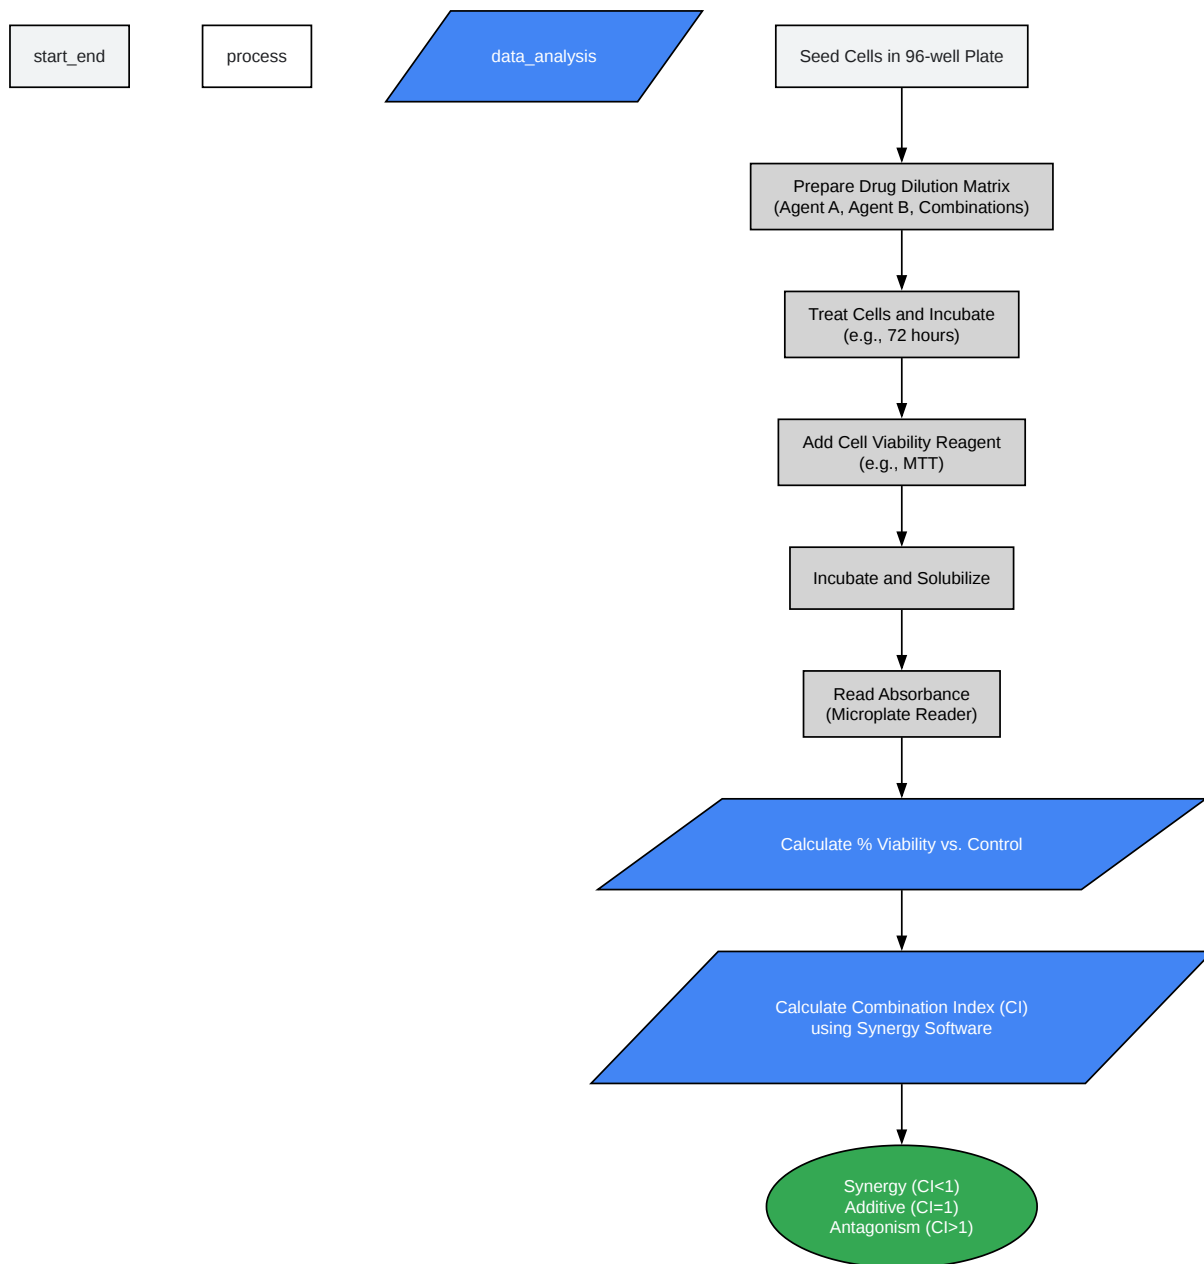 start_end
process
data_analysis
Seed Cells in 96-well Plate
Prepare Drug Dilution Matrix
(Agent A, Agent B, Combinations)
Treat Cells and Incubate
(e.g., 72 hours)
Add Cell Viability Reagent
(e.g., MTT)
Incubate and Solubilize
Read Absorbance
(Microplate Reader)
Calculate % Viability vs. Control
Calculate Combination Index (CI)
using Synergy Software
Synergy (CI<1)
Additive (CI=1)
Antagonism (CI>1)